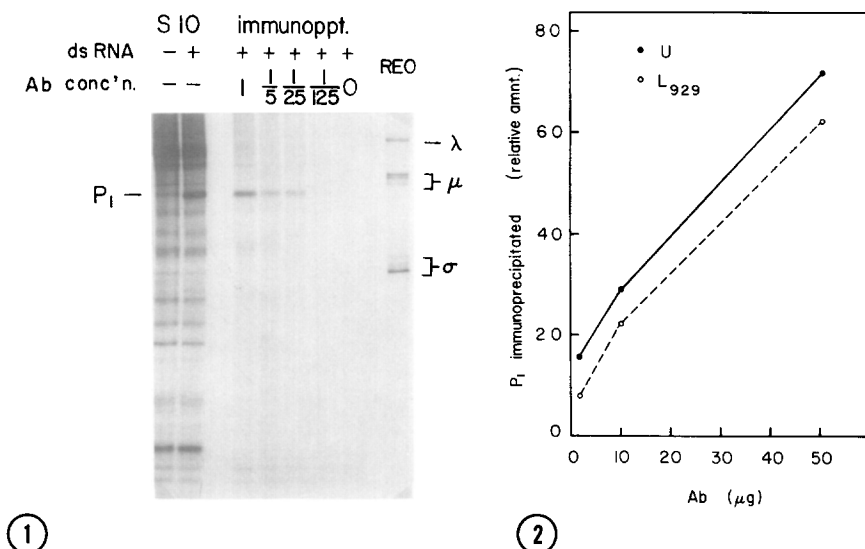 S10 immunoppt.
ds RNA − + + + + + +
Ab conc'n. − − 1 1/5 1/25 1/125 0
REO
λ
P₁
μ
σ
1
P₁ immunoprecipitated (relative amnt.)
80
60
40
20
0
U
L₉₂₉
0 10 20 30 40 50
Ab (μg)
2